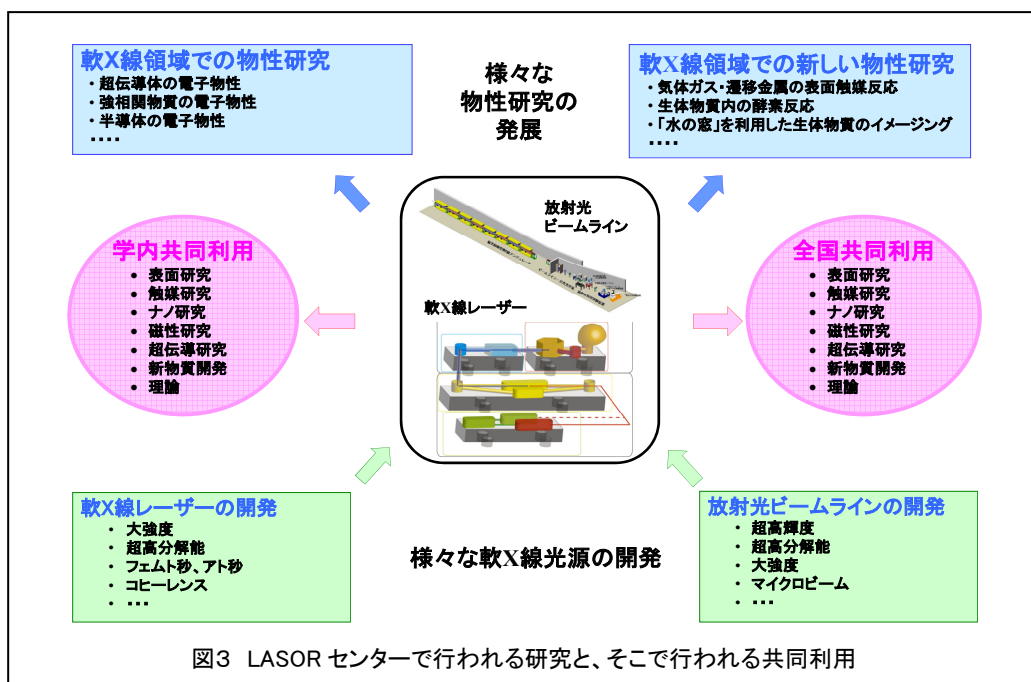 軟X線領域での物性研究
・超伝導体の電子物性
・強相関物質の電子物性
・半導体の電子物性
・・・・
様々な
物性研究の
発展
軟X線領域での新しい物性研究
・気体ガス・遷移金属の表面触媒反応
・生体物質内の酵素反応
・「水の窓」を利用した生体物質のイメージング
・・・・
学内共同利用
• 表面研究
• 触媒研究
• ナノ研究
• 磁性研究
• 超伝導研究
• 新物質開発
• 理論
放射光
ビームライン
軟X線レーザー
全国共同利用
• 表面研究
• 触媒研究
• ナノ研究
• 磁性研究
• 超伝導研究
• 新物質開発
• 理論
軟X線レーザーの開発
・ 大強度
・ 超高分解能
・ フェムト秒、アト秒
・ コヒーレンス
・ ・・・
様々な軟X線光源の開発
放射光ビームラインの開発
・ 超高輝度
・ 超高分解能
・ 大強度
・ マイクロビーム
・ ・・・
図3 LASOR センターで行われる研究と、そこで行われる共同利用